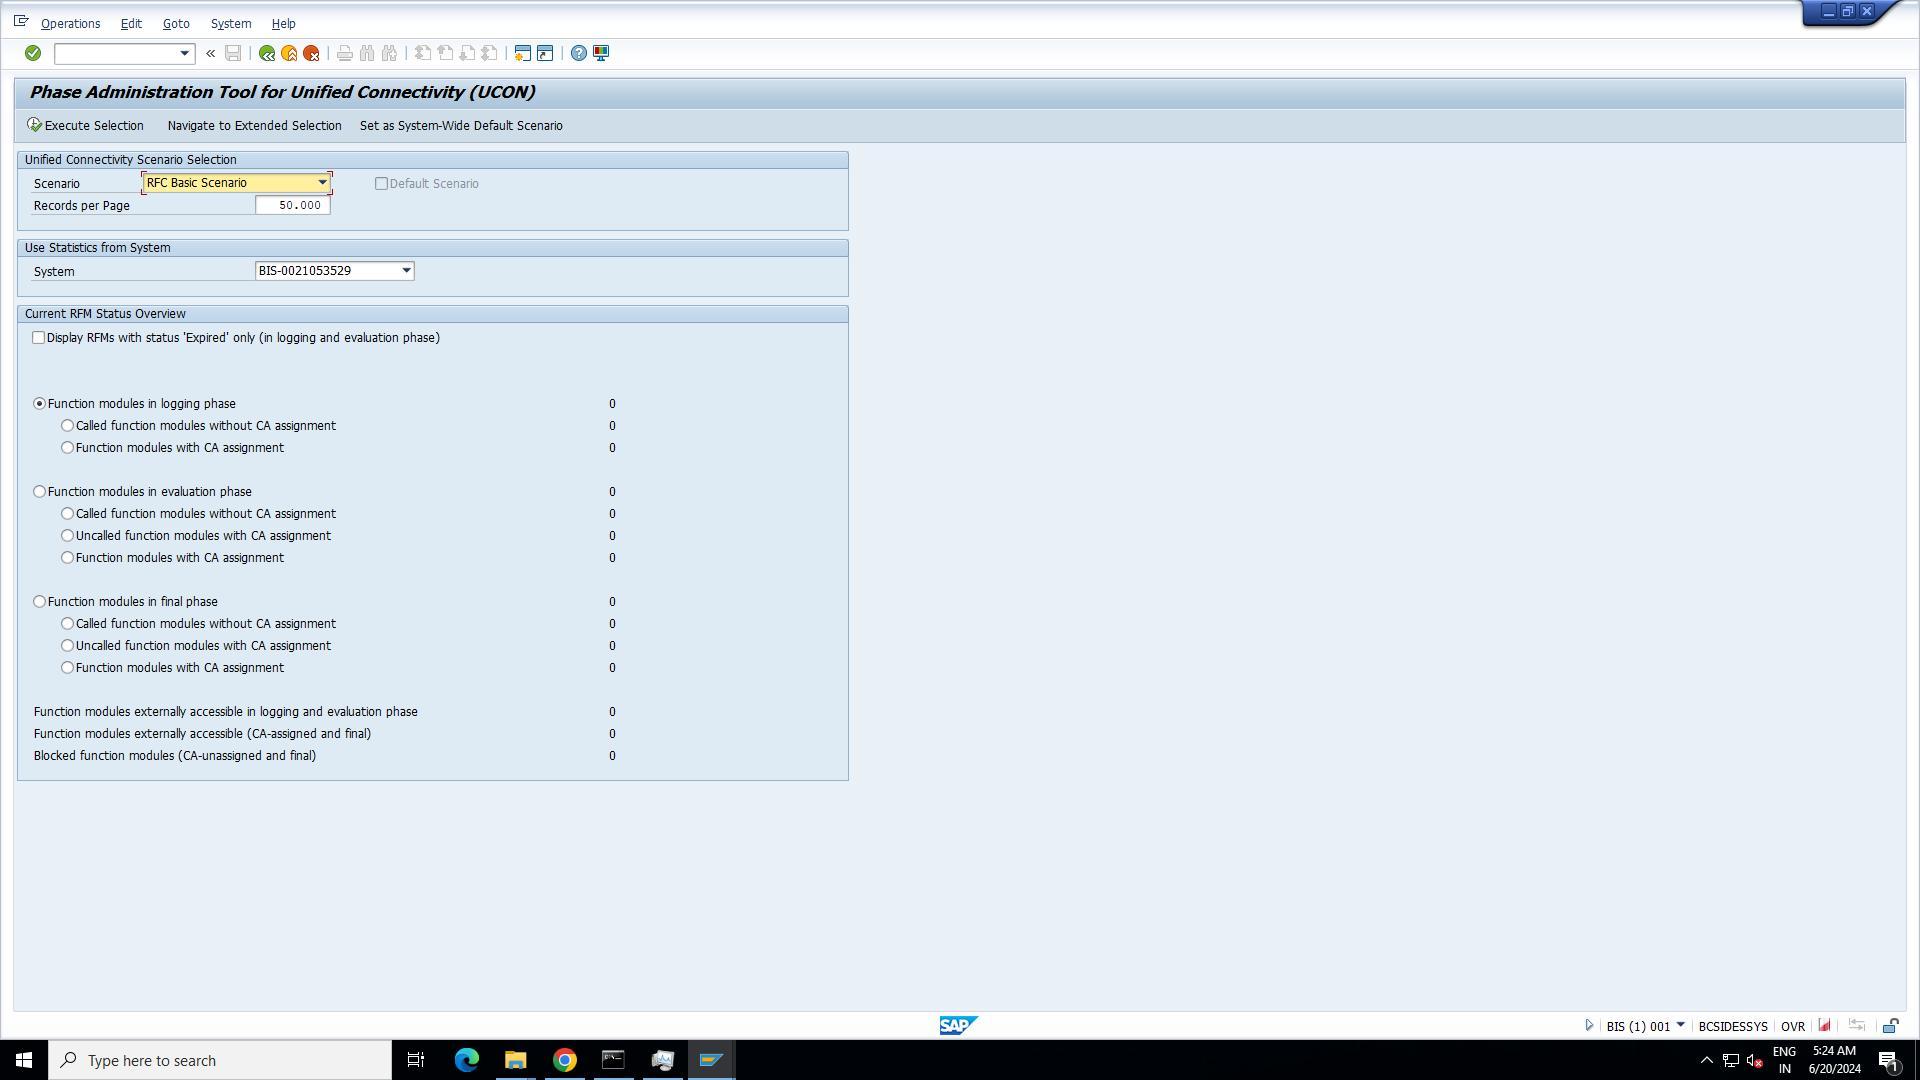 Operations Edit Goto System Help
Phase Administration Tool for Unified Connectivity (UCON)
Execute Selection Navigate to Extended Selection Set as System-Wide Default Scenario
Unified Connectivity Scenario Selection
Scenario RFC Basic Scenario Default Scenario
Records per Page 50.000
Use Statistics from System
System BIS-0021053529
Current RFM Status Overview
Display RFMs with status 'Expired' only (in logging and evaluation phase)
Function modules in logging phase 0
Called function modules without CA assignment 0
Function modules with CA assignment 0
Function modules in evaluation phase 0
Called function modules without CA assignment 0
Uncalled function modules with CA assignment 0
Function modules with CA assignment 0
Function modules in final phase 0
Called function modules without CA assignment 0
Uncalled function modules with CA assignment 0
Function modules with CA assignment 0
Function modules externally accessible in logging and evaluation phase 0
Function modules externally accessible (CA-assigned and final) 0
Blocked function modules (CA-unassigned and final) 0
SAP BIS (1) 001 BCSIDESSYS OVR
Type here to search
ENG 5:24 AM
IN 6/20/2024 1